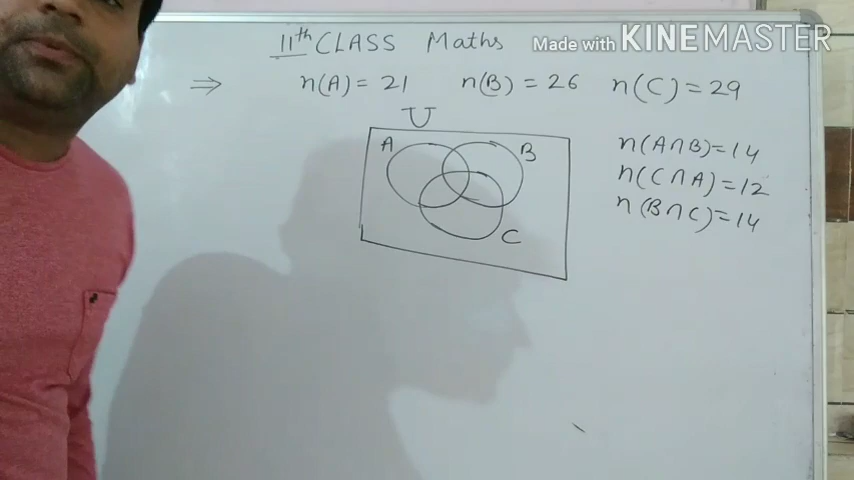 11th CLASS Maths
Made with KINEMASTER
⇒ n(A) = 21 n(B) = 26 n(C) = 29
U
A
B
C
n(A∩B)=14
n(C∩A)=12
n(B∩C)=14